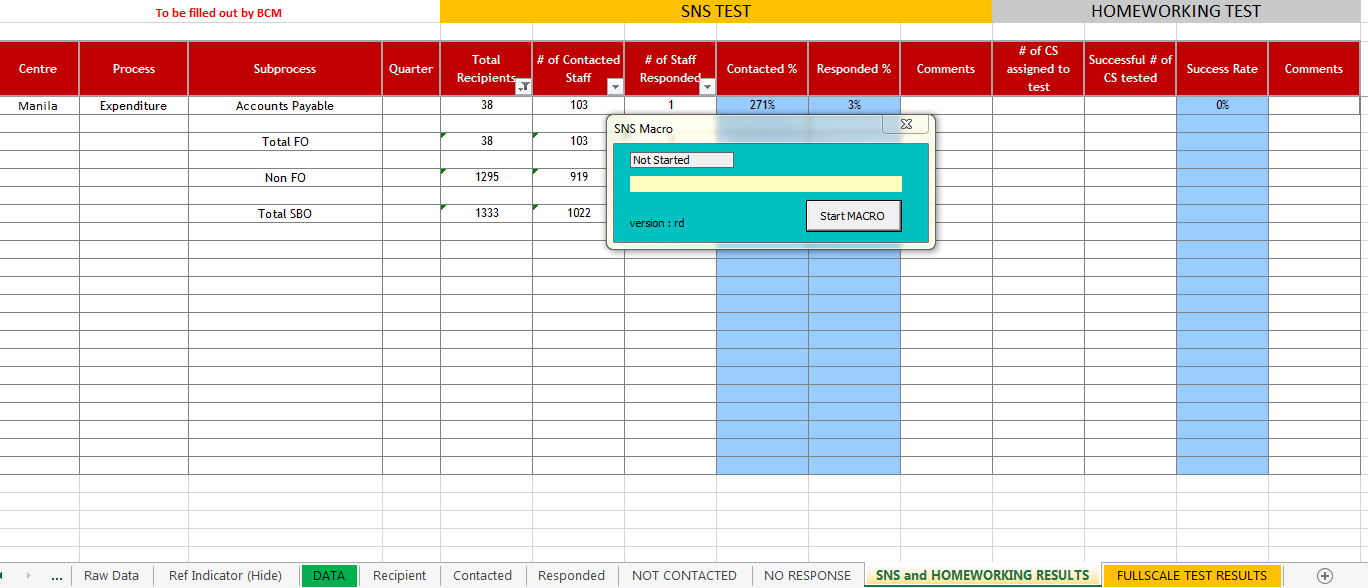 To be filled out by BCM SNS TEST HOMEWORKING TEST
Centre Process Subprocess Quarter Total Recipients # of Contacted Staff # of Staff Responded Contacted % Responded % Comments # of CS assigned to test Successful # of CS tested Success Rate Comments
Manila Expenditure Accounts Payable 38 103 1 271% 3% 0%
Total FO 38 103
Non FO 1295 919
Total SBO 1333 1022
SNS Macro
Not Started
version : rd Start MACRO
... Raw Data Ref Indicator (Hide) DATA Recipient Contacted Responded NOT CONTACTED NO RESPONSE SNS and HOMEWORKING RESULTS FULLSCALE TEST RESULTS